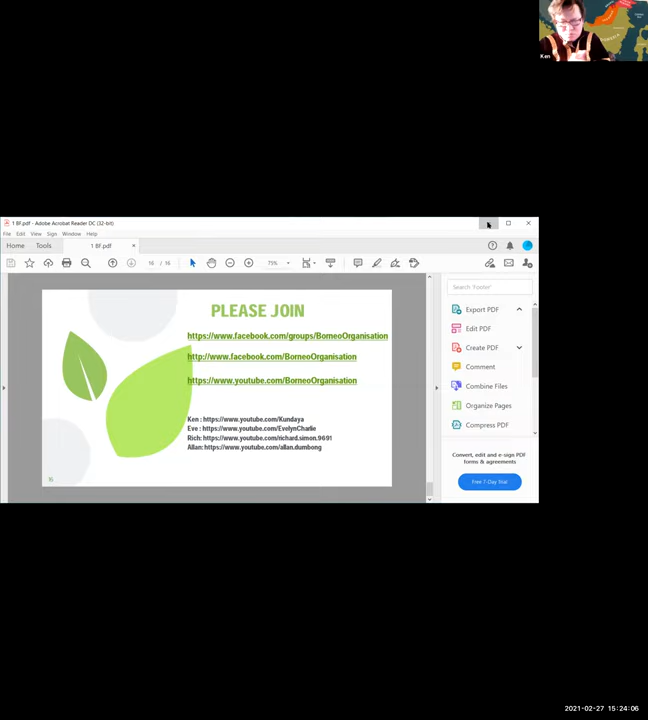 Ken
1 BF.pdf - Adobe Acrobat Reader DC (32-bit)
File Edit View Sign Window Help
Home Tools 1 BF.pdf
16 / 16 75%
Search 'Footer'
Export PDF
Edit PDF
Create PDF
Comment
Combine Files
Organize Pages
Compress PDF
Convert, edit and e-sign PDF
forms & agreements
Free 7-Day Trial
PLEASE JOIN
https://www.facebook.com/groups/BorneoOrganisation
http://www.facebook.com/BorneoOrganisation
https://www.youtube.com/BorneoOrganisation
Ken : https://www.youtube.com/Kundaya
Eve : https://www.youtube.com/EvelynCharlie
Rich: https://www.youtube.com/richard.simon.9691
Allan: https://www.youtube.com/allan.dumbong
16
2021-02-27 15:24:06